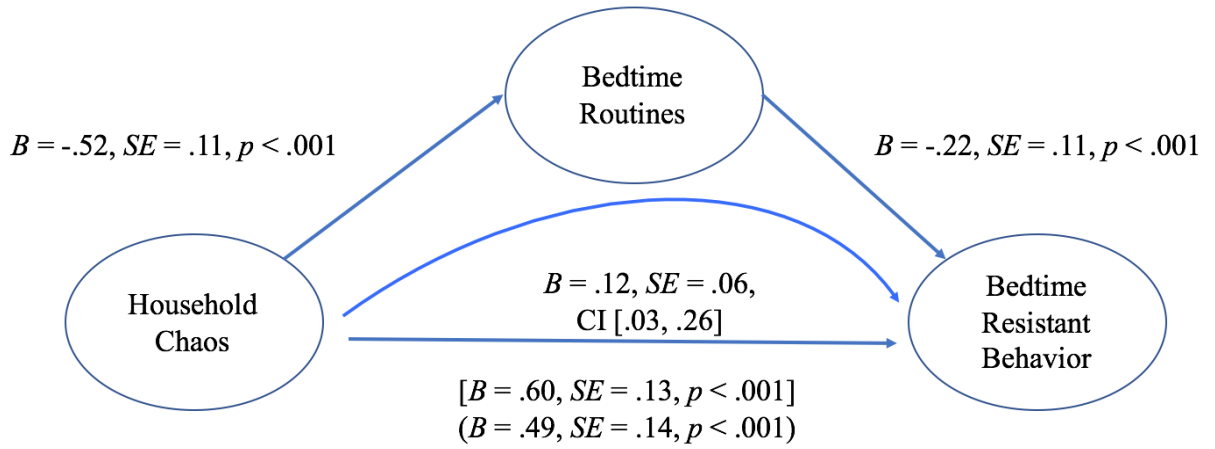 Bedtime
Routines
B = -.52, SE = .11, p < .001
B = -.22, SE = .11, p < .001
Household
Chaos
B = .12, SE = .06,
CI [.03, .26]
Bedtime
Resistant
Behavior
[B = .60, SE = .13, p < .001]
(B = .49, SE = .14, p < .001)